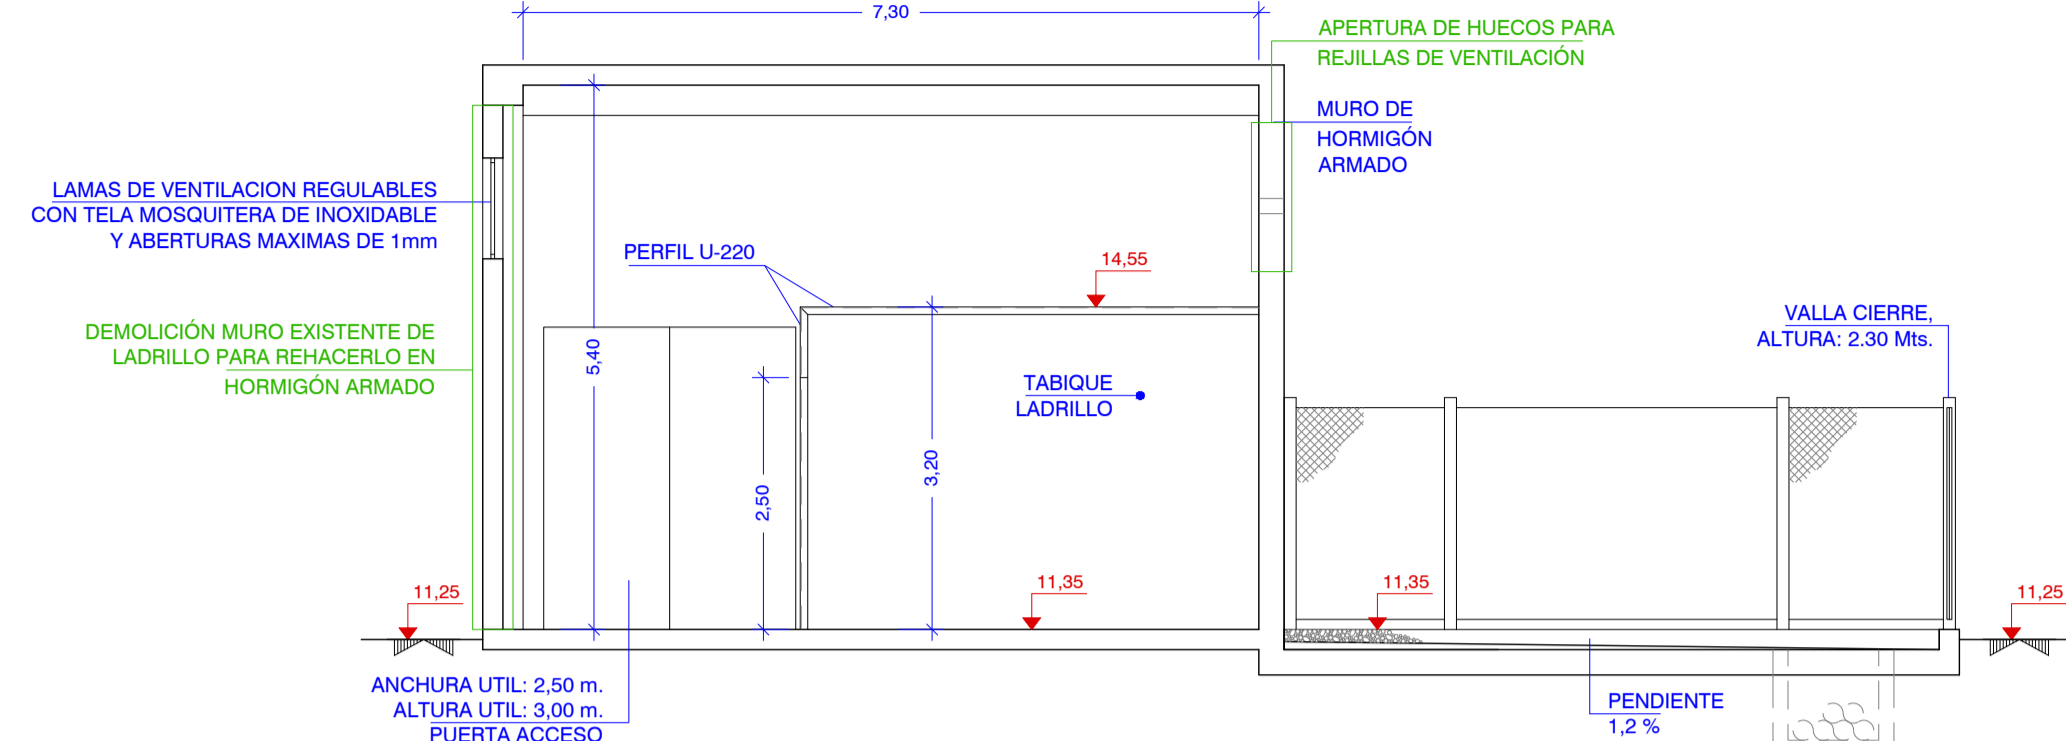 7,30
APERTURA DE HUECOS PARA
REJILLAS DE VENTILACIÓN
MURO DE
HORMIGÓN
ARMADO
LAMAS DE VENTILACION REGULABLES
CON TELA MOSQUITERA DE INOXIDABLE
Y ABERTURAS MAXIMAS DE 1mm
PERFIL U-220
14,55
DEMOLICIÓN MURO EXISTENTE DE
LADRILLO PARA REHACERLO EN
HORMIGÓN ARMADO
5,40
VALLA CIERRE,
ALTURA: 2.30 Mts.
TABIQUE
LADRILLO
3,20
2,50
11,25
11,35
11,35
11,25
ANCHURA UTIL: 2,50 m.
ALTURA UTIL: 3,00 m.
PUERTA ACCESO
PENDIENTE
1,2 %